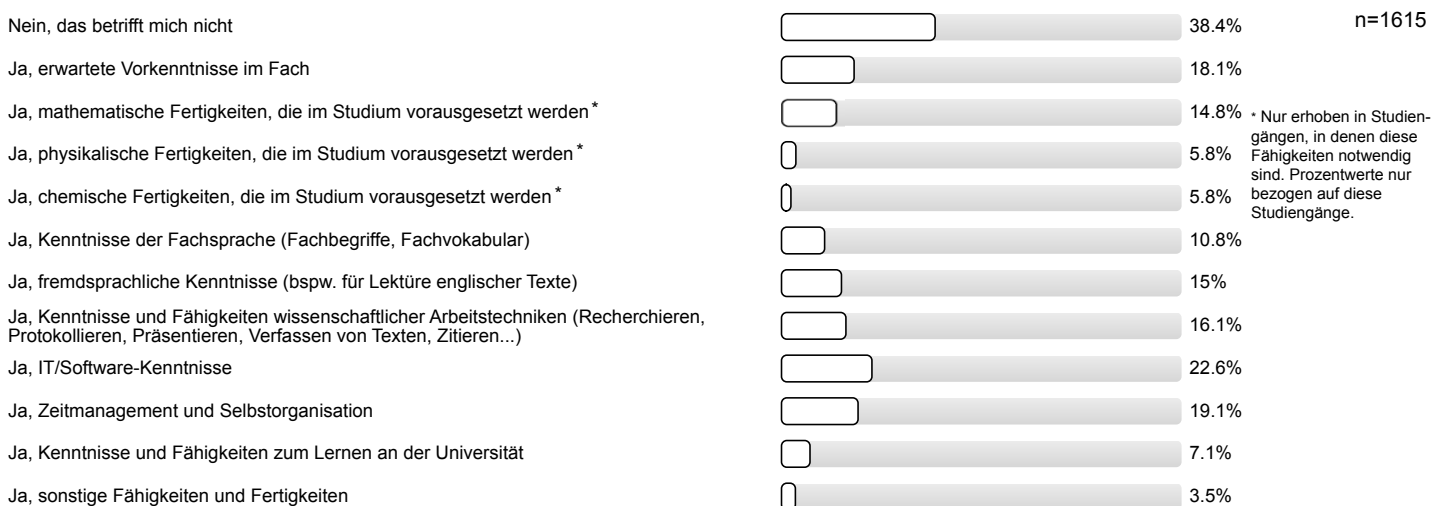 Nein, das betrifft mich nicht 38.4% n=1615
Ja, erwartete Vorkenntnisse im Fach 18.1%
Ja, mathematische Fertigkeiten, die im Studium vorausgesetzt werden* 14.8%
Ja, physikalische Fertigkeiten, die im Studium vorausgesetzt werden* 5.8%
Ja, chemische Fertigkeiten, die im Studium vorausgesetzt werden* 5.8%
* Nur erhoben in Studien-
gängen, in denen diese
Fähigkeiten notwendig
sind. Prozentwerte nur
bezogen auf diese
Studiengänge.
Ja, Kenntnisse der Fachsprache (Fachbegriffe, Fachvokabular) 10.8%
Ja, fremdsprachliche Kenntnisse (bspw. für Lektüre englischer Texte) 15%
Ja, Kenntnisse und Fähigkeiten wissenschaftlicher Arbeitstechniken (Recherchieren,
Protokollieren, Präsentieren, Verfassen von Texten, Zitieren...) 16.1%
Ja, IT/Software-Kenntnisse 22.6%
Ja, Zeitmanagement und Selbstorganisation 19.1%
Ja, Kenntnisse und Fähigkeiten zum Lernen an der Universität 7.1%
Ja, sonstige Fähigkeiten und Fertigkeiten 3.5%